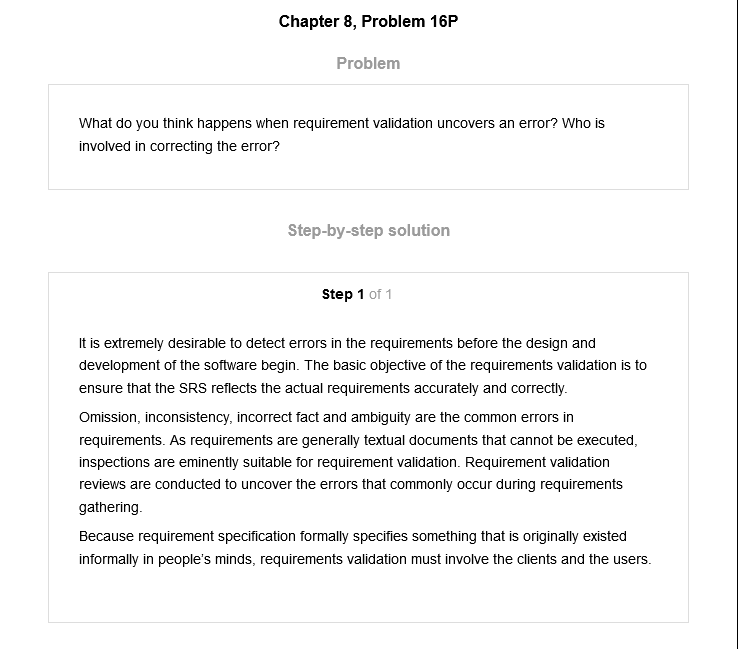 Chapter 8, Problem 16P
Problem
What do you think happens when requirement validation uncovers an error? Who is
involved in correcting the error?
Step-by-step solution
Step 1 of 1
It is extremely desirable to detect errors in the requirements before the design and
development of the software begin. The basic objective of the requirements validation is to
ensure that the SRS reflects the actual requirements accurately and correctly.
Omission, inconsistency, incorrect fact and ambiguity are the common errors in
requirements. As requirements are generally textual documents that cannot be executed,
inspections are eminently suitable for requirement validation. Requirement validation
reviews are conducted to uncover the errors that commonly occur during requirements
gathering.
Because requirement specification formally specifies something that is originally existed
informally in people's minds, requirements validation must involve the clients and the users.